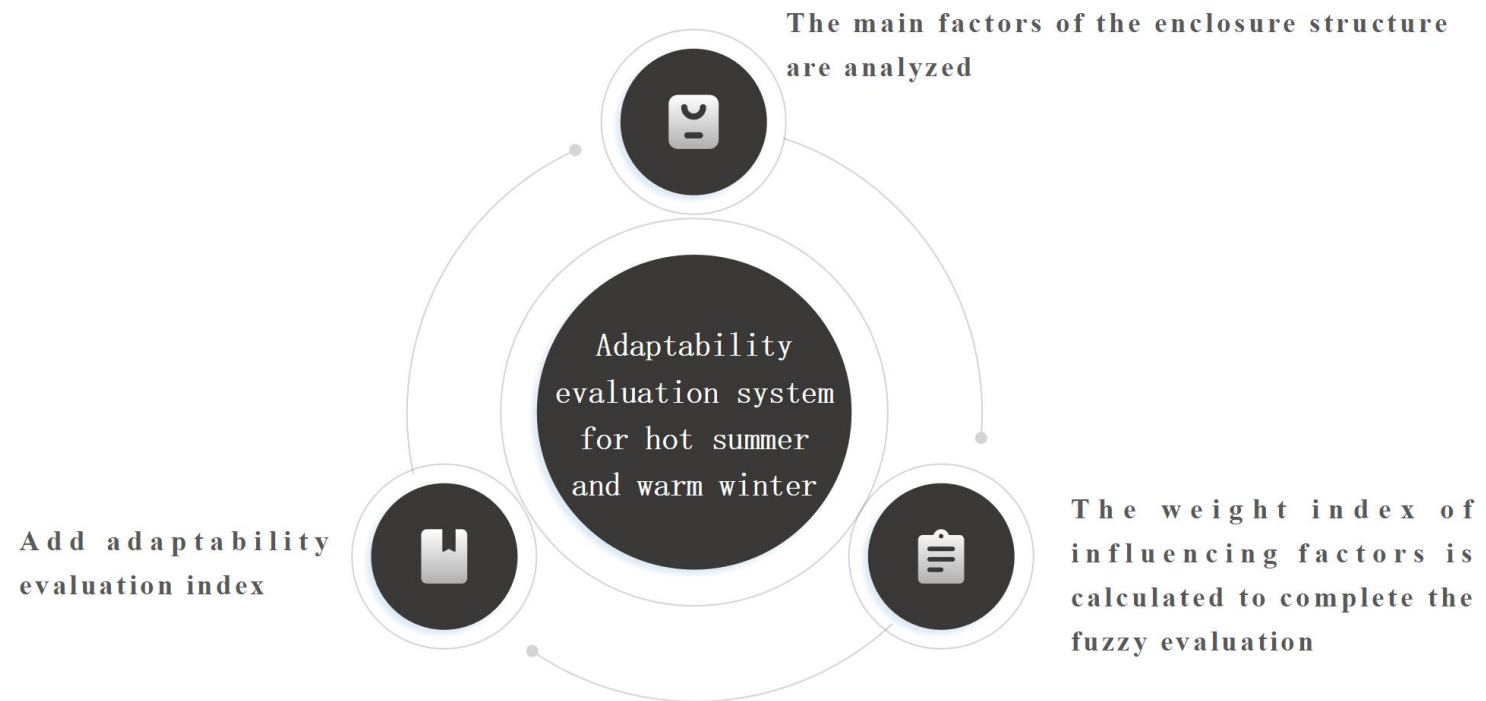 The main factors of the enclosure structure
are analyzed
Adaptability
evaluation system
for hot summer
and warm winter
Add adaptability
evaluation index
The weight index of
influencing factors is
calculated to complete the
fuzzy evaluation